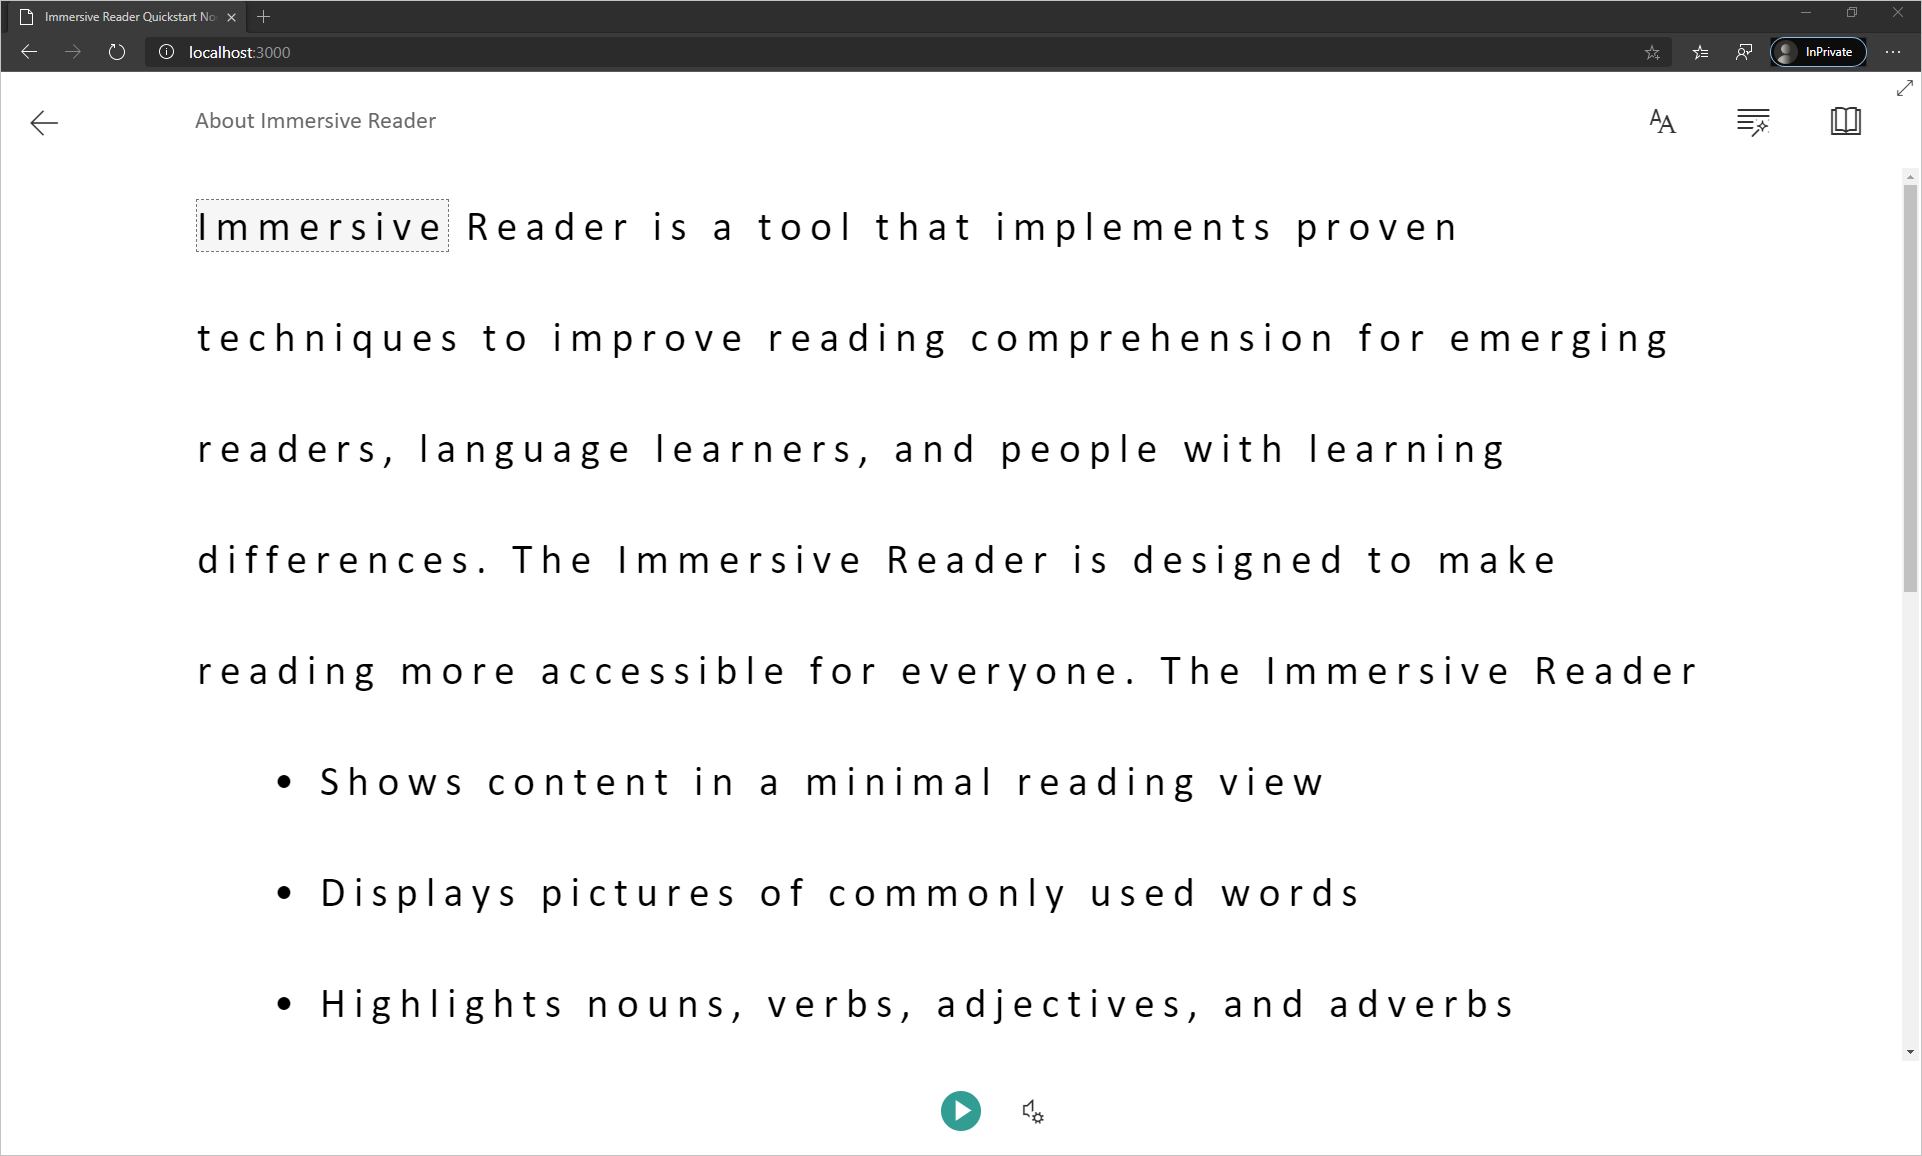 Immersive Reader Quickstart No
localhost:3000
InPrivate
About Immersive Reader
AA
Immersive Reader is a tool that implements proven
techniques to improve reading comprehension for emerging
readers, language learners, and people with learning
differences. The Immersive Reader is designed to make
reading more accessible for everyone. The Immersive Reader
• Shows content in a minimal reading view
• Displays pictures of commonly used words
• Highlights nouns, verbs, adjectives, and adverbs